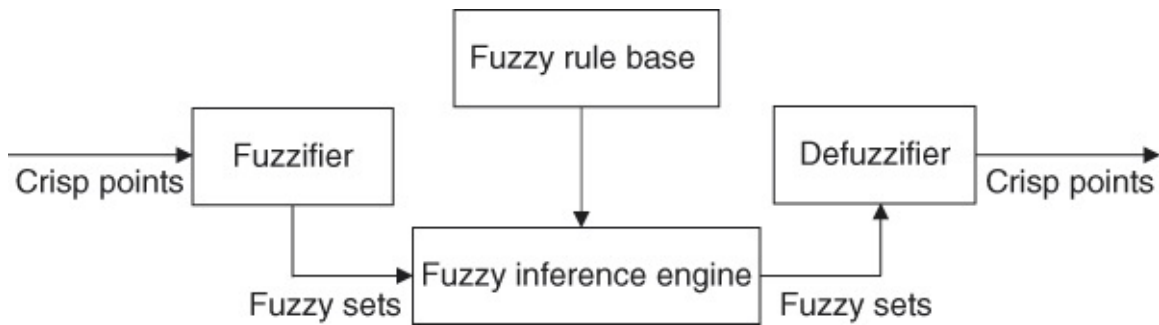 Fuzzy rule base
Fuzzifier
Defuzzifier
Crisp points
Crisp points
Fuzzy inference engine
Fuzzy sets
Fuzzy sets